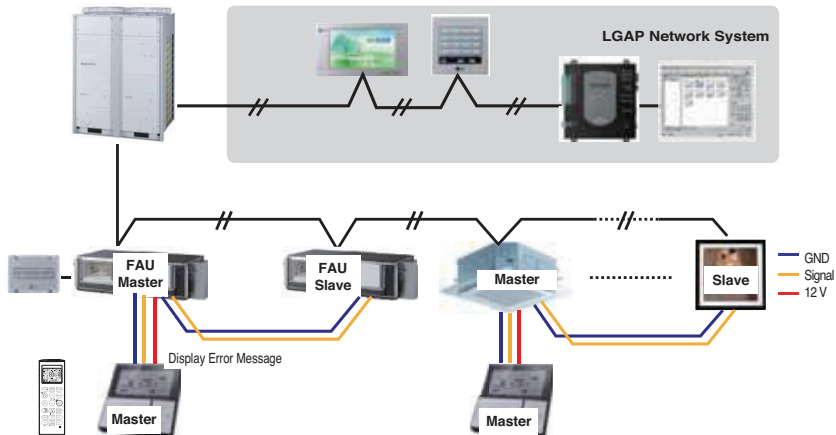 LGAP Network System
FAU
Master
FAU
Slave
Master
Slave
GND
Signal
12 V
Display Error Message
Master
Master